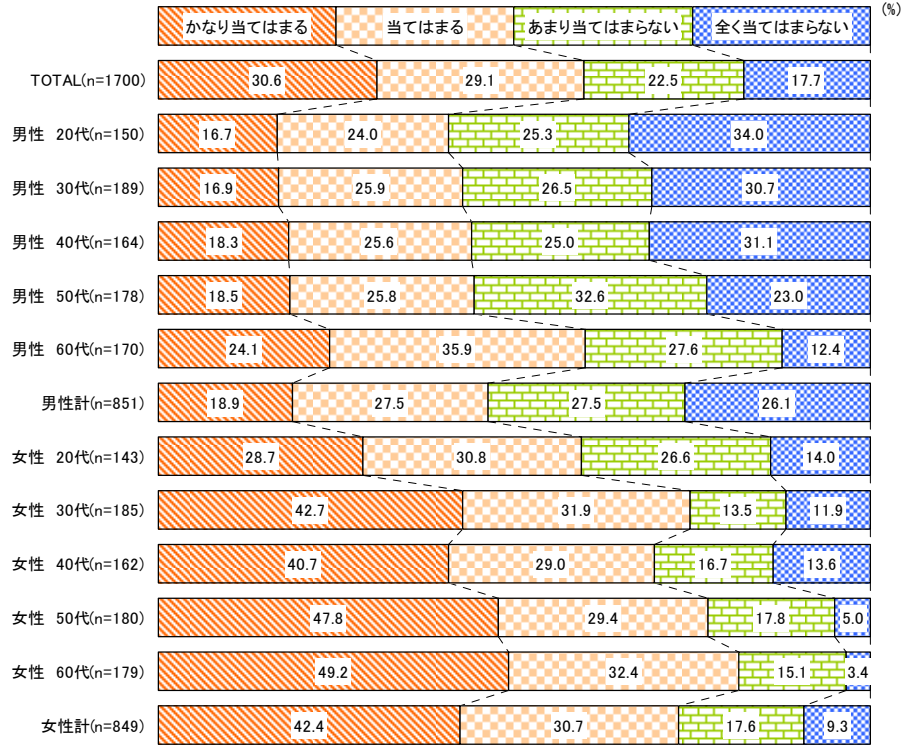 (%)
かなり当てはまる 当てはまる あまり当てはまらない 全く当てはまらない
TOTAL(n=1700) 30.6 29.1 22.5 17.7
男性 20代(n=150) 16.7 24.0 25.3 34.0
男性 30代(n=189) 16.9 25.9 26.5 30.7
男性 40代(n=164) 18.3 25.6 25.0 31.1
男性 50代(n=178) 18.5 25.8 32.6 23.0
男性 60代(n=170) 24.1 35.9 27.6 12.4
男性計(n=851) 18.9 27.5 27.5 26.1
女性 20代(n=143) 28.7 30.8 26.6 14.0
女性 30代(n=185) 42.7 31.9 13.5 11.9
女性 40代(n=162) 40.7 29.0 16.7 13.6
女性 50代(n=180) 47.8 29.4 17.8 5.0
女性 60代(n=179) 49.2 32.4 15.1 3.4
女性計(n=849) 42.4 30.7 17.6 9.3